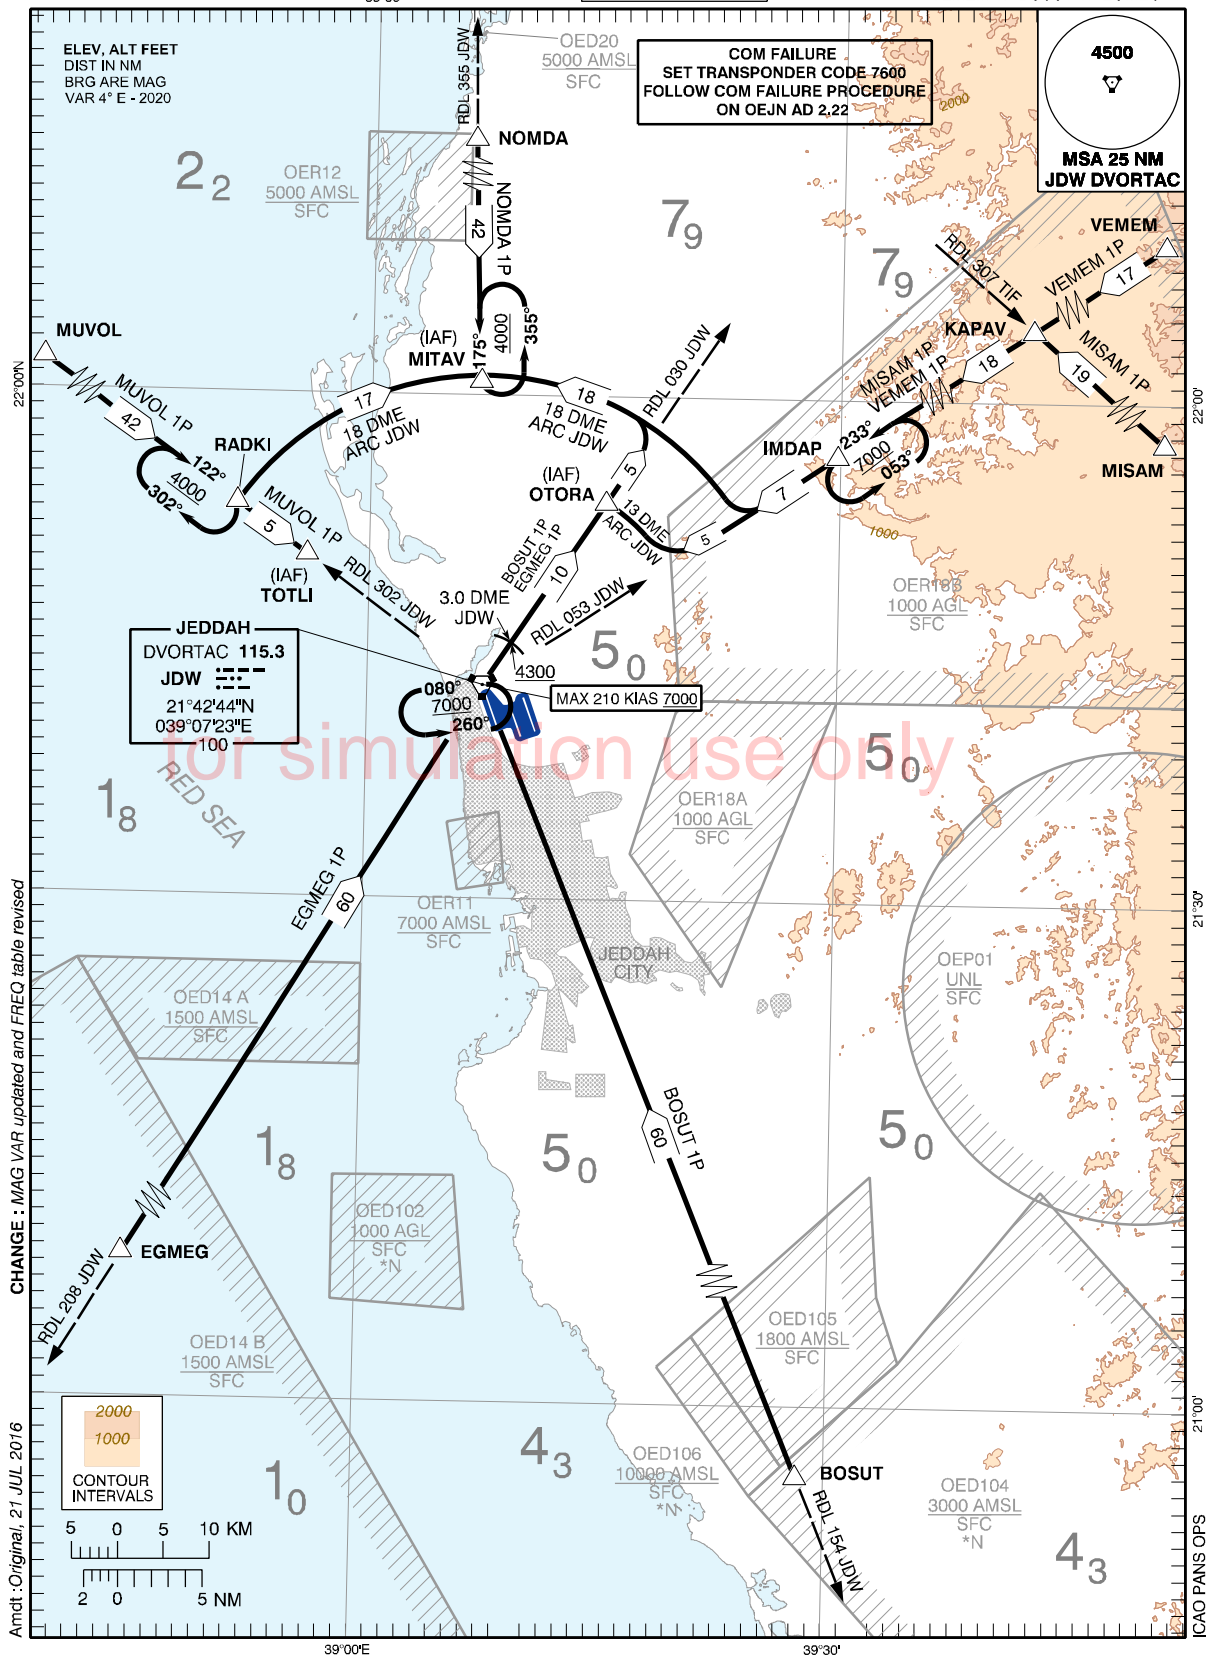 ELEV, ALT FEET
DIST IN NM
BRG ARE MAG
VAR 4° E - 2020
RDL 355 JDW
OED20
5000 AMSL
SFC
COM FAILURE
SET TRANSPONDER CODE 7600
FOLLOW COM FAILURE PROCEDURE
ON OEJN AD 2.22
2000
4500
MSA 25 NM
JDW DVORTAC
NOMDA
2 2
OER12
5000 AMSL
SFC
42
NOMDA 1P
7 9
7 9
VEMEM
RDL 307 TIF
VEMEM 1P
17
KAPAV
MISAM 1P
19
MISAM
MISAM 1P
VEMEM 1P
18
MUVOL
MUVOL 1P
42
22°00'N
22°00'
(IAF)
MITAV
175°
4000
355°
17
18 DME
ARC JDW
18
18 DME
ARC JDW
RDL 030 JDW
RADKI
122°
4000
302°
MUVOL 1P
5
(IAF)
TOTLI
RDL 302 JDW
(IAF)
OTORA
5
13 DME
ARC JDW
5
7
IMDAP
233°
7000
053°
1000
BOSUT 1P
EGMEG 1P
10
RDL 053 JDW
3.0 DME
JDW
4300
5 0
OER18B
1000 AGL
SFC
JEDDAH
DVORTAC 115.3
JDW
21°42'44"N
039°07'23"E
100
080°
7000
260°
MAX 210 KIAS 7000
for simulation use only
RED SEA
1 8
5 0
OER18A
1000 AGL
SFC
EGMEG 1P
60
OER11
7000 AMSL
SFC
21°30'
JEDDAH
CITY
OEP01
UNL
SFC
OED14 A
1500 AMSL
SFC
1 8
5 0
5 0
BOSUT 1P
60
OED102
1000 AGL
SFC
*N
EGMEG
RDL 208 JDW
OED14 B
1500 AMSL
SFC
OED105
1800 AMSL
SFC
21°00'
2000
1000
CONTOUR
INTERVALS
1 0
4 3
OED106
10000 AMSL
SFC
*N
BOSUT
RDL 154 JDW
OED104
3000 AMSL
SFC
*N
4 3
5 0 5 10 KM
2 0 5 NM
39°00'E
39°30'
CHANGE : MAG VAR updated and FREQ table revised
Amdt :Original, 21 JUL 2016
ICAO PANS OPS